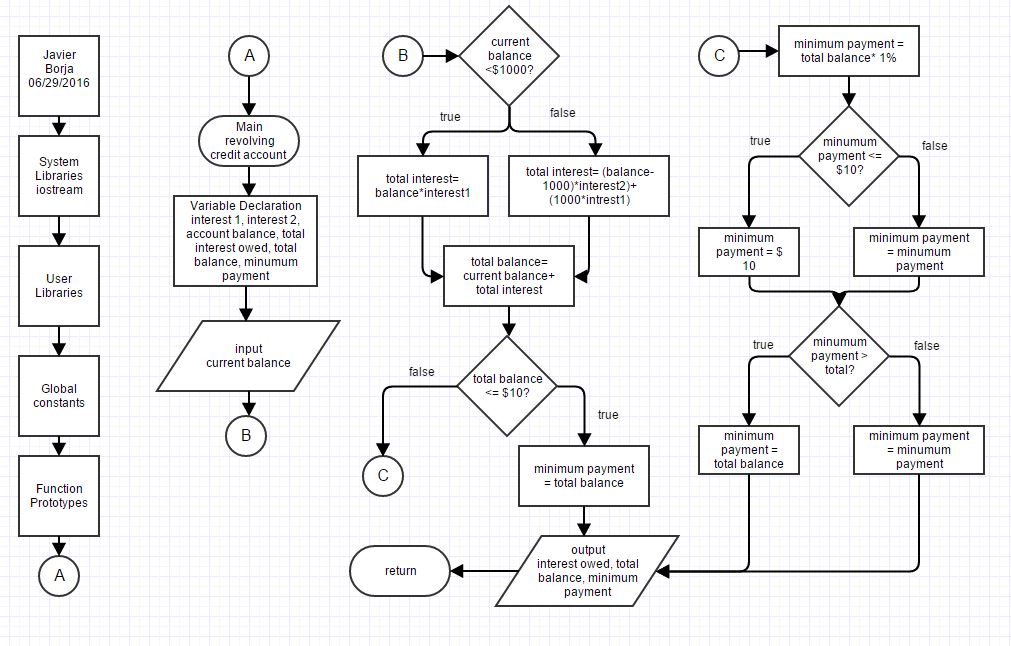 Javier
Borja
06/29/2016
System
Libraries
iostream
User
Libraries
Global
constants
Function
Prototypes
A
A
Main
revolving
credit account
Variable Declaration
interest 1, interest 2,
account balance, total
interest owed, total
balance, minumum
payment
input
current balance
B
B
current
balance
<$1000?
true
false
total interest=
balance*interest1
total interest= (balance-
1000)*interest2)+
(1000*intrest1)
total balance=
current balance+
total interest
total balance
<= $10?
false
true
C
minimum payment
= total balance
output
interest owed, total
balance, minimum
payment
return
C
minimum payment =
total balance* 1%
minumum
payment <=
$10?
true
false
minimum
payment = $
10
minimum payment
= minumum
payment
minumum
payment >
total?
true
false
minimum
payment =
total balance
minimum payment
= minumum
payment